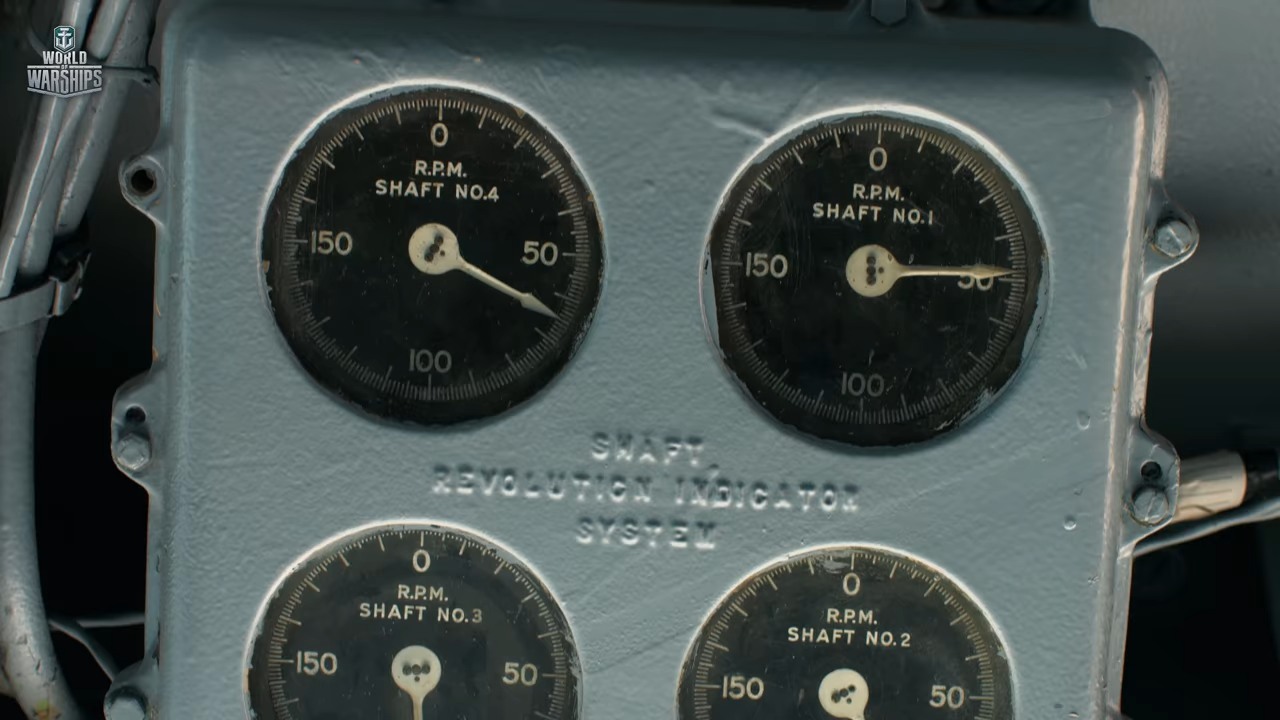 WORLD
OF
WARSHIPS
0
R.P.M.
SHAFT NO.4
150
50
100
0
R.P.M.
SHAFT NO.1
150
50
100
SHAFT
REVOLUTION INDICATOR
SYSTEM
0
R.P.M.
SHAFT NO.3
150
50
0
R.P.M.
SHAFT NO.2
150
50